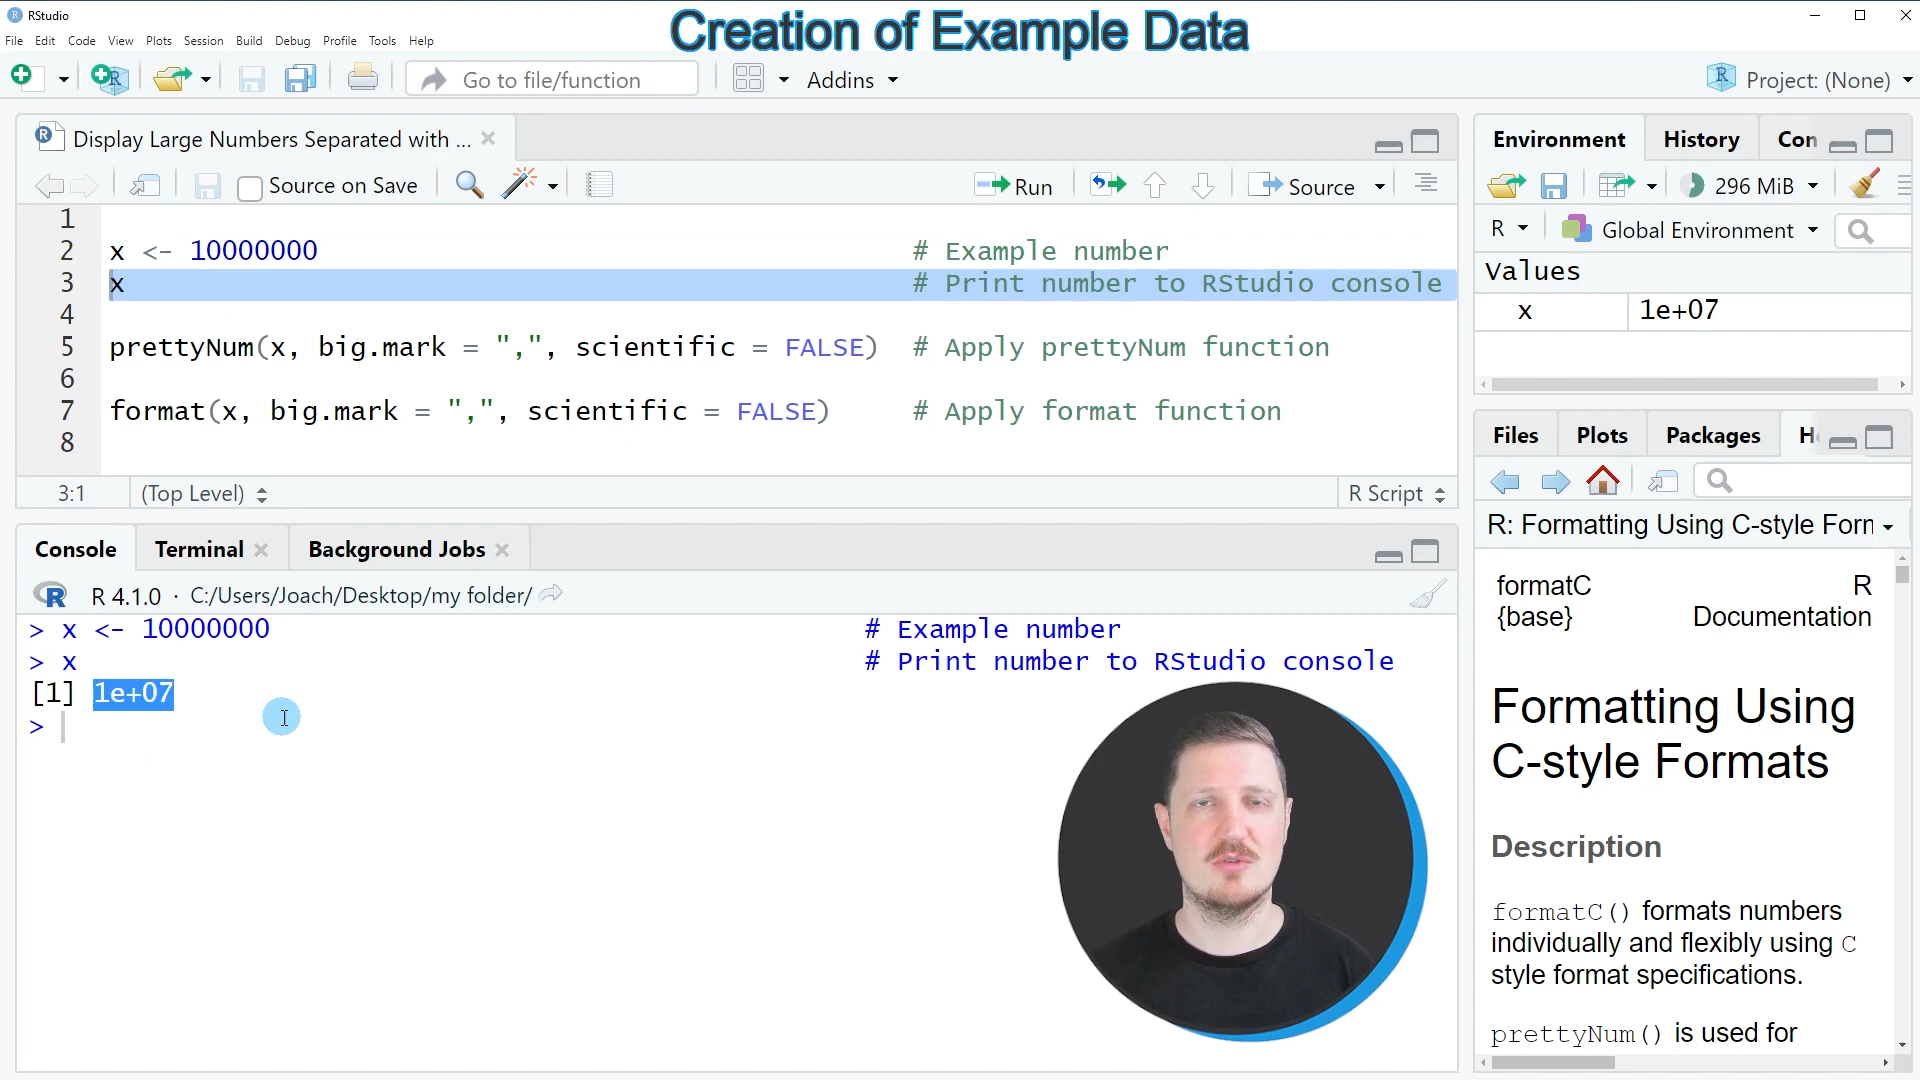 RStudio
Creation of Example Data
File Edit Code View Plots Session Build Debug Profile Tools Help
Go to file/function
Addins
Project: (None)
Display Large Numbers Separated with ...
Source on Save
Run
Source
1
2 x <- 10000000 # Example number
3 x # Print number to RStudio console
4
5 prettyNum(x, big.mark = ",", scientific = FALSE) # Apply prettyNum function
6
7 format(x, big.mark = ",", scientific = FALSE) # Apply format function
8
3:1 (Top Level) R Script
Console Terminal Background Jobs
R 4.1.0 · C:/Users/Joach/Desktop/my folder/
> x <- 10000000 # Example number
> x # Print number to RStudio console
[1] 1e+07
>
Environment History Con
296 MiB
R Global Environment
Values
x 1e+07
Files Plots Packages He
R: Formatting Using C-style Form
formatC R
{base} Documentation
Formatting Using
C-style Formats
Description
formatC() formats numbers
individually and flexibly using C
style format specifications.
prettyNum() is used for